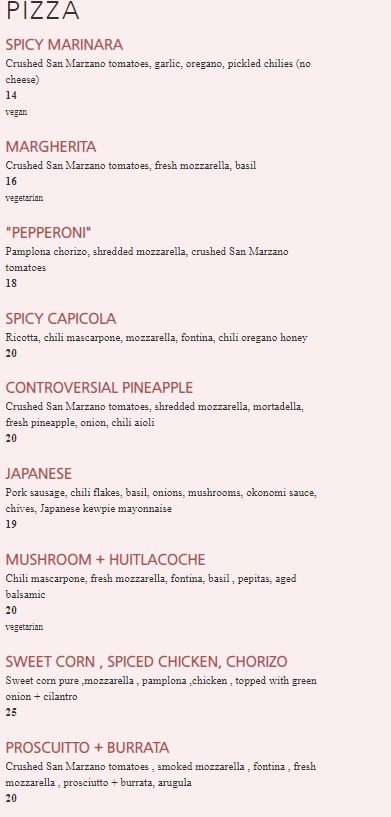 PIZZA
SPICY MARINARA
Crushed San Marzano tomatoes, garlic, oregano, pickled chilies (no
cheese)
14
vegan
MARGHERITA
Crushed San Marzano tomatoes, fresh mozzarella, basil
16
vegetarian
"PEPPERONI"
Pamplona chorizo, shredded mozzarella, crushed San Marzano
tomatoes
18
SPICY CAPICOLA
Ricotta, chili mascarpone, mozzarella, fontina, chili oregano honey
20
CONTROVERSIAL PINEAPPLE
Crushed San Marzano tomatoes, shredded mozzarella, mortadella,
fresh pineapple, onion, chili aioli
20
JAPANESE
Pork sausage, chili flakes, basil, onions, mushrooms, okonomi sauce,
chives, Japanese kewpie mayonnaise
19
MUSHROOM + HUITLACOCHE
Chili mascarpone, fresh mozzarella, fontina, basil , pepitas, aged
balsamic
20
vegetarian
SWEET CORN , SPICED CHICKEN, CHORIZO
Sweet corn pure ,mozzarella , pamplona ,chicken , topped with green
onion + cilantro
25
PROSCUITTO + BURRATA
Crushed San Marzano tomatoes , smoked mozzarella , fontina , fresh
mozzarella , prosciutto + burrata, arugula
20